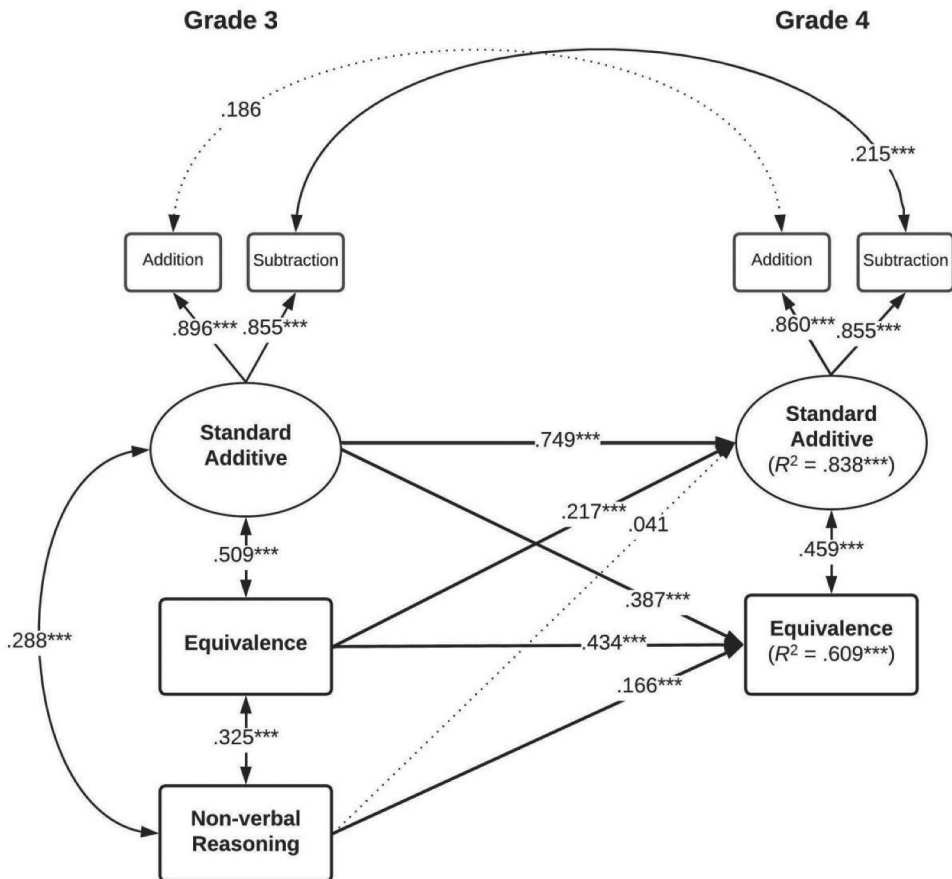 Grade 3
Grade 4
.186
.215***
Addition
Subtraction
Addition
Subtraction
.896***
.855***
.860***
.855***
Standard
Additive
.749***
Standard
Additive
(R² = .838***)
.217***
.041
.509***
.459***
.387***
.288***
Equivalence
.434***
Equivalence
(R² = .609***)
.166***
.325***
Non-verbal
Reasoning